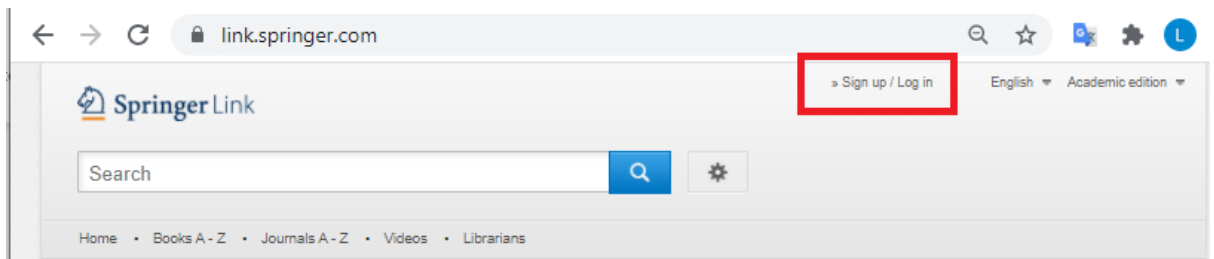 link.springer.com
L
» Sign up / Log in English Academic edition
Springer Link
Search
Home • Books A - Z • Journals A - Z • Videos • Librarians